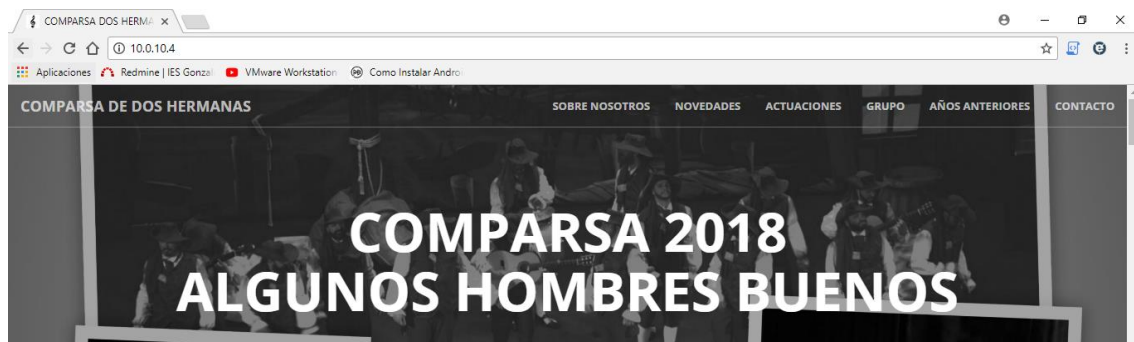 COMPARSA DOS HERMA
10.0.10.4
Aplicaciones Redmine | IES Gonzal VMware Workstation Como Instalar Androi
COMPARSA DE DOS HERMANAS SOBRE NOSOTROS NOVEDADES ACTUACIONES GRUPO AÑOS ANTERIORES CONTACTO
COMPARSA 2018
ALGUNOS HOMBRES BUENOS